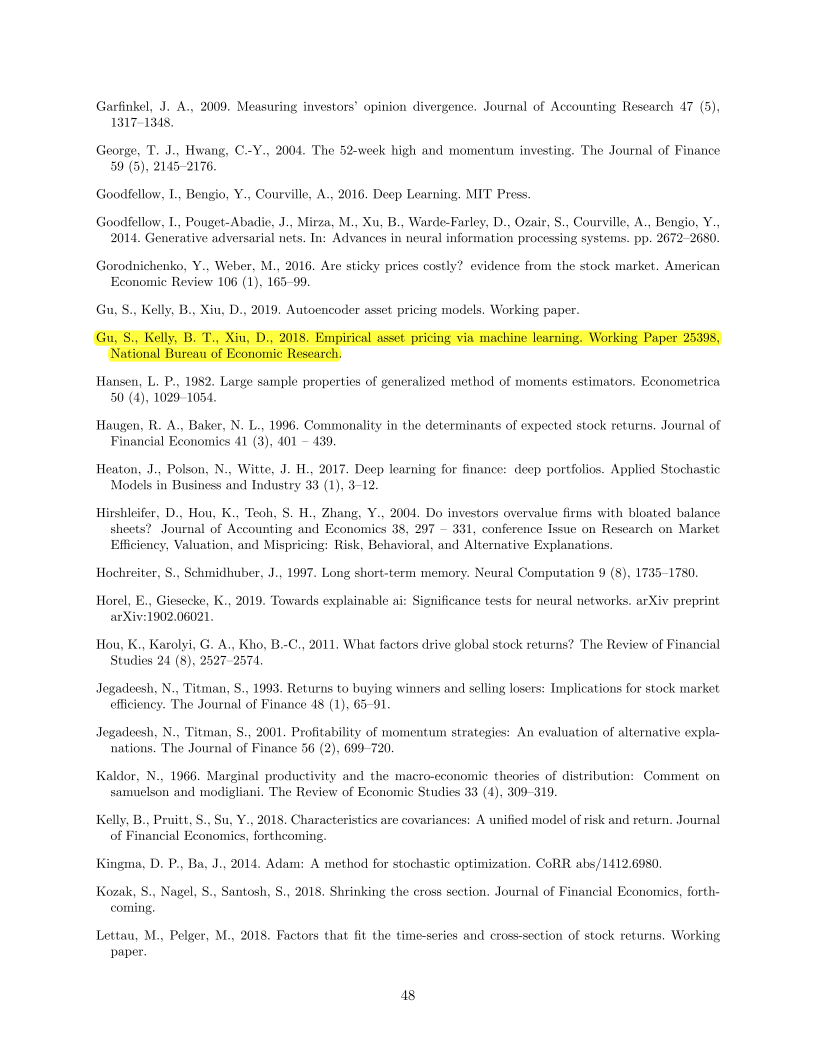 Garfinkel, J. A., 2009. Measuring investors' opinion divergence. Journal of Accounting Research 47 (5),
1317–1348.
George, T. J., Hwang, C.-Y., 2004. The 52-week high and momentum investing. The Journal of Finance
59 (5), 2145–2176.
Goodfellow, I., Bengio, Y., Courville, A., 2016. Deep Learning. MIT Press.
Goodfellow, I., Pouget-Abadie, J., Mirza, M., Xu, B., Warde-Farley, D., Ozair, S., Courville, A., Bengio, Y.,
2014. Generative adversarial nets. In: Advances in neural information processing systems. pp. 2672–2680.
Gorodnichenko, Y., Weber, M., 2016. Are sticky prices costly? evidence from the stock market. American
Economic Review 106 (1), 165–99.
Gu, S., Kelly, B., Xiu, D., 2019. Autoencoder asset pricing models. Working paper.
Gu, S., Kelly, B. T., Xiu, D., 2018. Empirical asset pricing via machine learning. Working Paper 25398,
National Bureau of Economic Research.
Hansen, L. P., 1982. Large sample properties of generalized method of moments estimators. Econometrica
50 (4), 1029–1054.
Haugen, R. A., Baker, N. L., 1996. Commonality in the determinants of expected stock returns. Journal of
Financial Economics 41 (3), 401 – 439.
Heaton, J., Polson, N., Witte, J. H., 2017. Deep learning for finance: deep portfolios. Applied Stochastic
Models in Business and Industry 33 (1), 3–12.
Hirshleifer, D., Hou, K., Teoh, S. H., Zhang, Y., 2004. Do investors overvalue firms with bloated balance
sheets? Journal of Accounting and Economics 38, 297 – 331, conference Issue on Research on Market
Efficiency, Valuation, and Mispricing: Risk, Behavioral, and Alternative Explanations.
Hochreiter, S., Schmidhuber, J., 1997. Long short-term memory. Neural Computation 9 (8), 1735–1780.
Horel, E., Giesecke, K., 2019. Towards explainable ai: Significance tests for neural networks. arXiv preprint
arXiv:1902.06021.
Hou, K., Karolyi, G. A., Kho, B.-C., 2011. What factors drive global stock returns? The Review of Financial
Studies 24 (8), 2527–2574.
Jegadeesh, N., Titman, S., 1993. Returns to buying winners and selling losers: Implications for stock market
efficiency. The Journal of Finance 48 (1), 65–91.
Jegadeesh, N., Titman, S., 2001. Profitability of momentum strategies: An evaluation of alternative expla-
nations. The Journal of Finance 56 (2), 699–720.
Kaldor, N., 1966. Marginal productivity and the macro-economic theories of distribution: Comment on
samuelson and modigliani. The Review of Economic Studies 33 (4), 309–319.
Kelly, B., Pruitt, S., Su, Y., 2018. Characteristics are covariances: A unified model of risk and return. Journal
of Financial Economics, forthcoming.
Kingma, D. P., Ba, J., 2014. Adam: A method for stochastic optimization. CoRR abs/1412.6980.
Kozak, S., Nagel, S., Santosh, S., 2018. Shrinking the cross section. Journal of Financial Economics, forth-
coming.
Lettau, M., Pelger, M., 2018. Factors that fit the time-series and cross-section of stock returns. Working
paper.
48